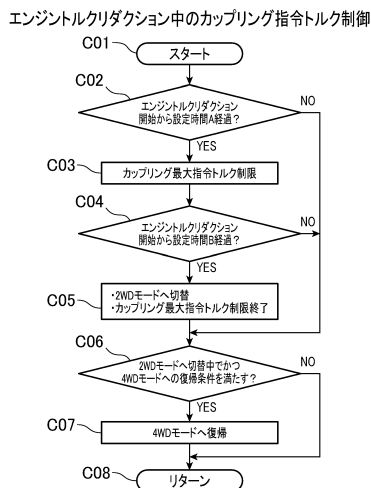 エンジントルクリダクション中のカップリング指令トルク制御
C01
スタート
C02
エンジントルクリダクション
開始から設定時間A経過？
NO
YES
C03
カップリング最大指令トルク制限
C04
エンジントルクリダクション
開始から設定時間B経過？
NO
YES
C05
・2WDモードへ切替
・カップリング最大指令トルク制限終了
C06
2WDモードへ切替中でかつ
4WDモードへの復帰条件を満たす？
NO
YES
C07
4WDモードへ復帰
C08
リターン